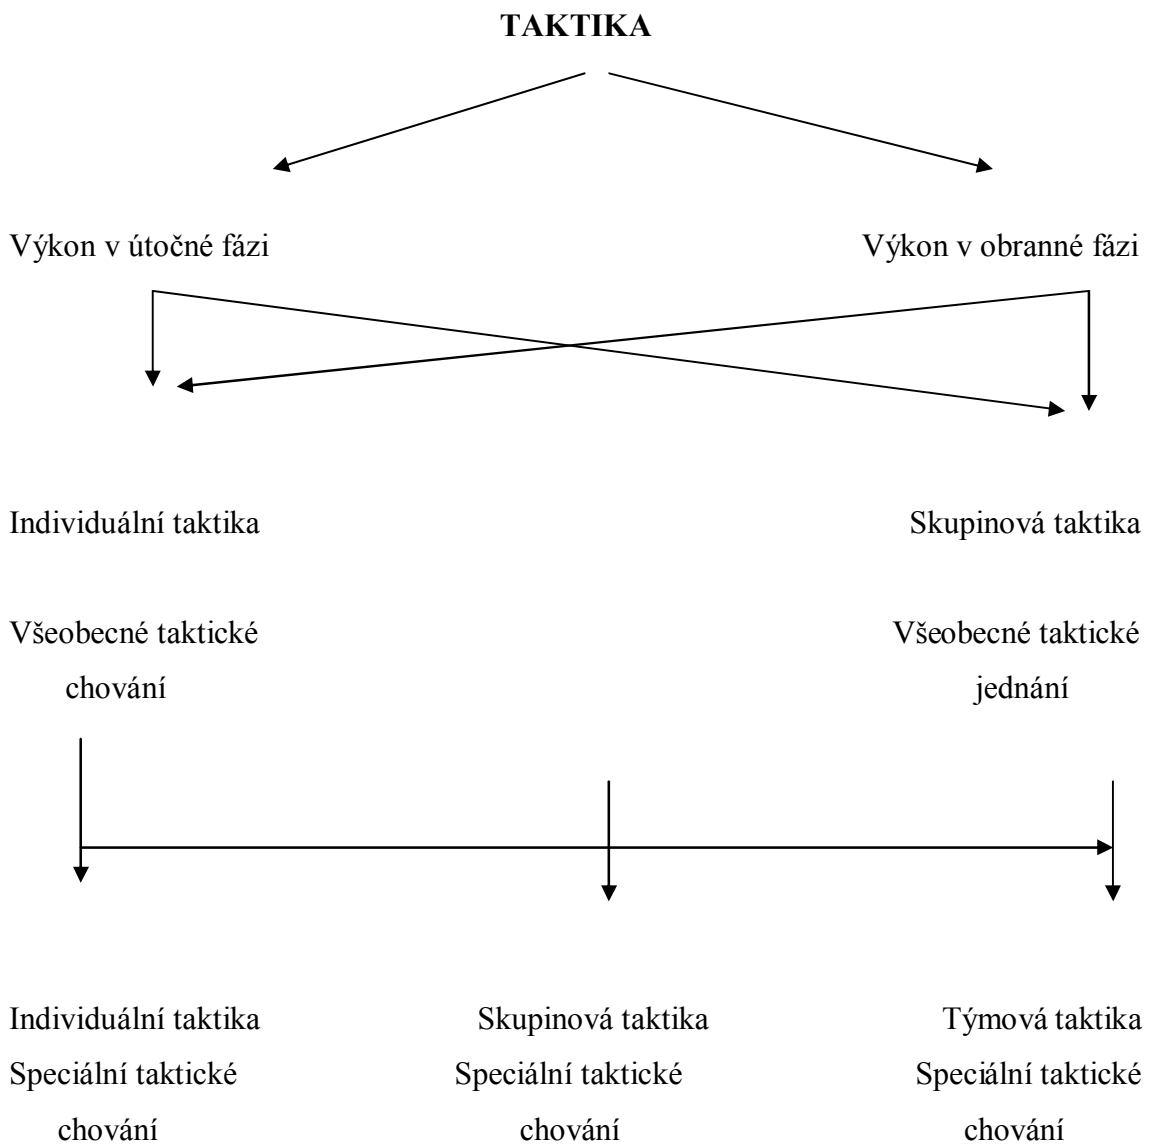 TAKTIKA
Výkon v útočné fázi Výkon v obranné fázi
Individuální taktika Skupinová taktika
Všeobecné taktické Všeobecné taktické
chování jednání
Individuální taktika Skupinová taktika Týmová taktika
Speciální taktické Speciální taktické Speciální taktické
chování chování chování